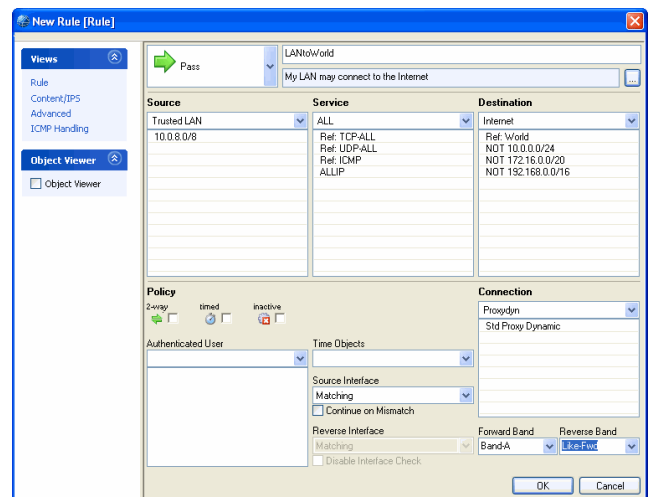 New Rule [Rule]
Views
Rule
Content/IPS
Advanced
ICMP Handling
Object Viewer
Object Viewer
Pass
LANtoWorld
My LAN may connect to the Internet
...
Source
Trusted LAN
10.0.8.0/8
Service
ALL
Ref: TCP-ALL
Ref: UDP-ALL
Ref: ICMP
ALLIP
Destination
Internet
Ref: World
NOT 10.0.0.0/24
NOT 172.16.0.0/20
NOT 192.168.0.0/16
Policy
2-way
timed
inactive
Authenticated User
Time Objects
Source Interface
Matching
Continue on Mismatch
Reverse Interface
Matching
Disable Interface Check
Connection
Proxydyn
Std Proxy Dynamic
Forward Band
Reverse Band
Band-A
Like-Fwd
OK
Cancel